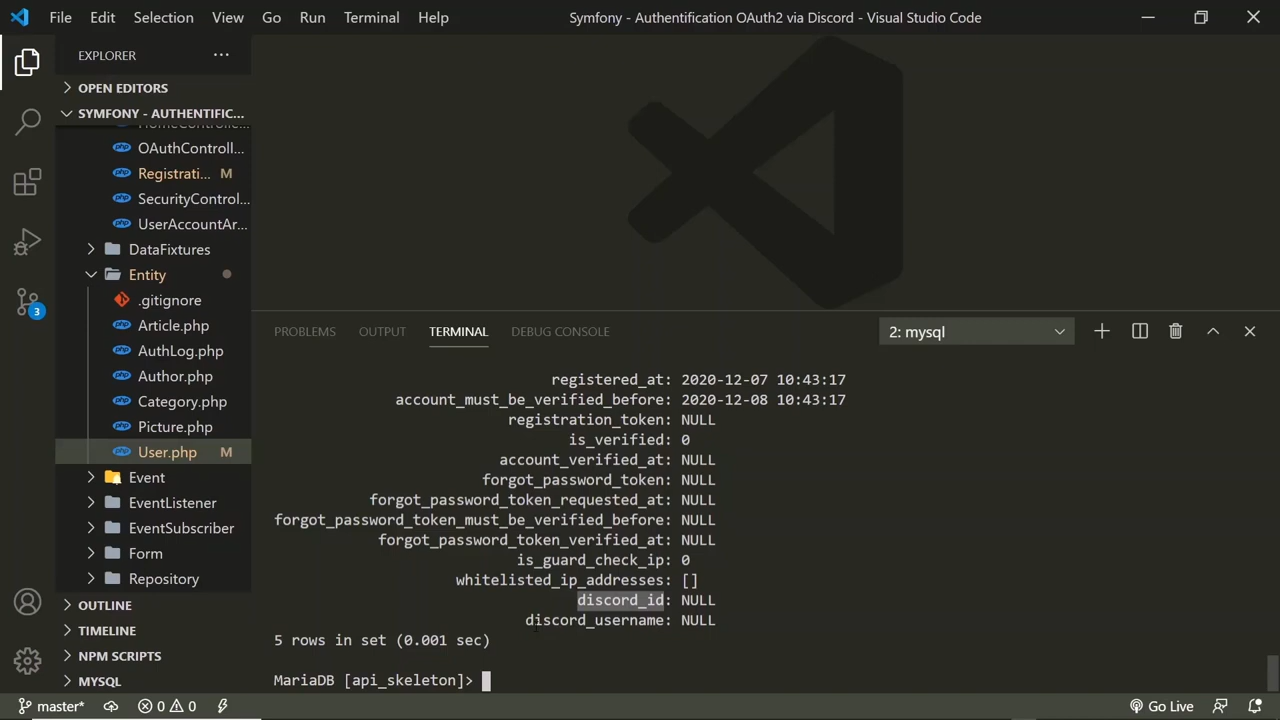 File Edit Selection View Go Run Terminal Help
Symfony - Authentification OAuth2 via Discord - Visual Studio Code
EXPLORER
OPEN EDITORS
SYMFONY - AUTHENTIFIC...
HomeControlle...
OAuthControll...
Registrati... M
SecurityControl...
UserAccountAr...
DataFixtures
Entity
.gitignore
Article.php
AuthLog.php
Author.php
Category.php
Picture.php
User.php M
Event
EventListener
EventSubscriber
Form
Repository
OUTLINE
TIMELINE
NPM SCRIPTS
MYSQL
3
PROBLEMS OUTPUT TERMINAL DEBUG CONSOLE
2: mysql
registered_at: 2020-12-07 10:43:17
account_must_be_verified_before: 2020-12-08 10:43:17
registration_token: NULL
is_verified: 0
account_verified_at: NULL
forgot_password_token: NULL
forgot_password_token_requested_at: NULL
forgot_password_token_must_be_verified_before: NULL
forgot_password_token_verified_at: NULL
is_guard_check_ip: 0
whitelisted_ip_addresses: []
discord_id: NULL
discord_username: NULL
5 rows in set (0.001 sec)
MariaDB [api_skeleton]>
master* 0 0 Go Live